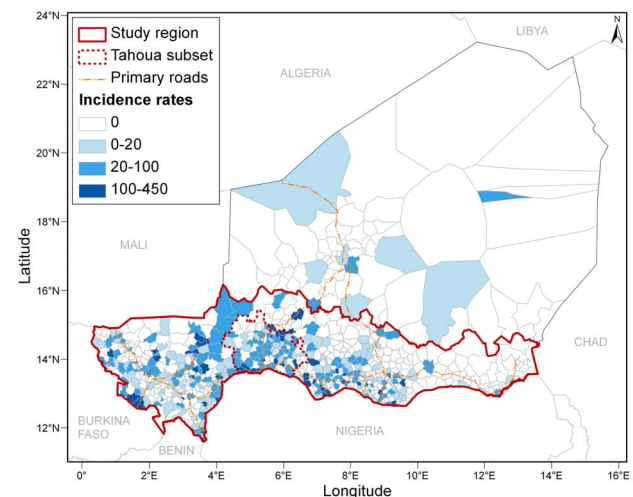 24°N
22°N
20°N
18°N
16°N
14°N
12°N
Latitude
Study region
Tahoua subset
Primary roads
Incidence rates
0
0-20
20-100
100-450
N
LIBYA
ALGERIA
MALI
CHAD
BURKINA
FASO
BENIN
NIGERIA
0°
2°E
4°E
6°E
8°E
10°E
12°E
14°E
16°E
Longitude